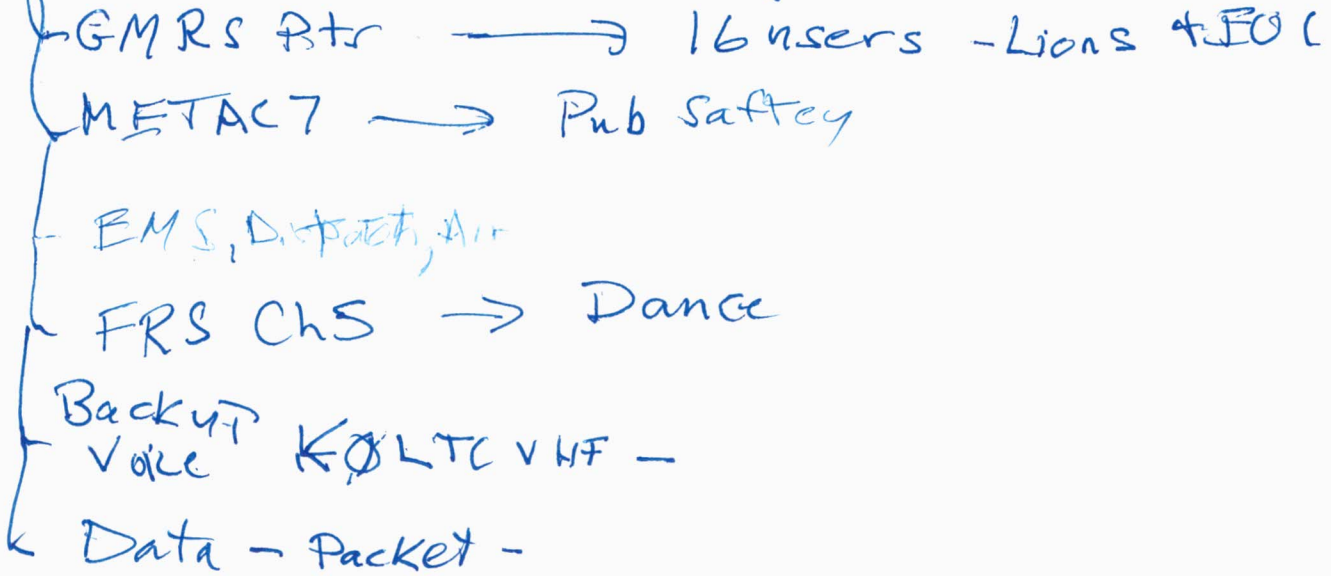 GMRS Rtr → 16 users - Lions + EOC
METAC7 → Pub Saftey
EMS, Dispatch, Air
FRS Ch5 → Dance
Backup
Voice KØLTC VHF -
Data - Packet -